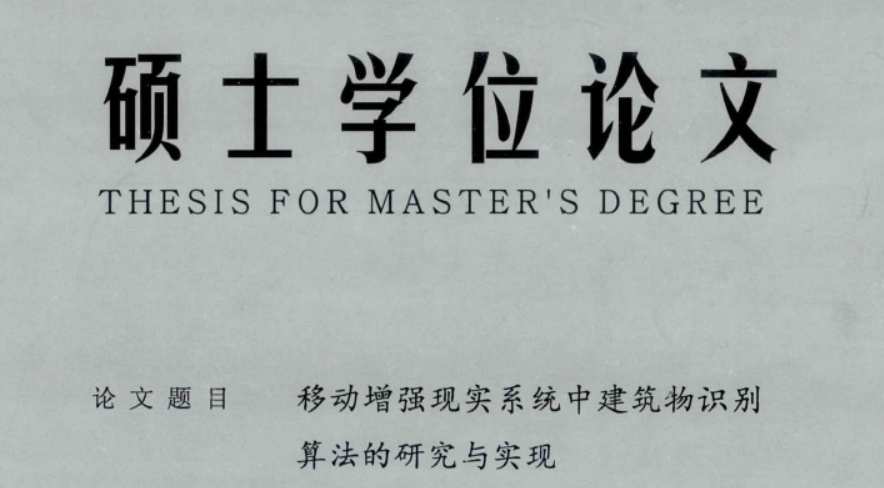 硕士学位论文
THESIS FOR MASTER'S DEGREE
论文题目 移动增强现实系统中建筑物识别
算法的研究与实现